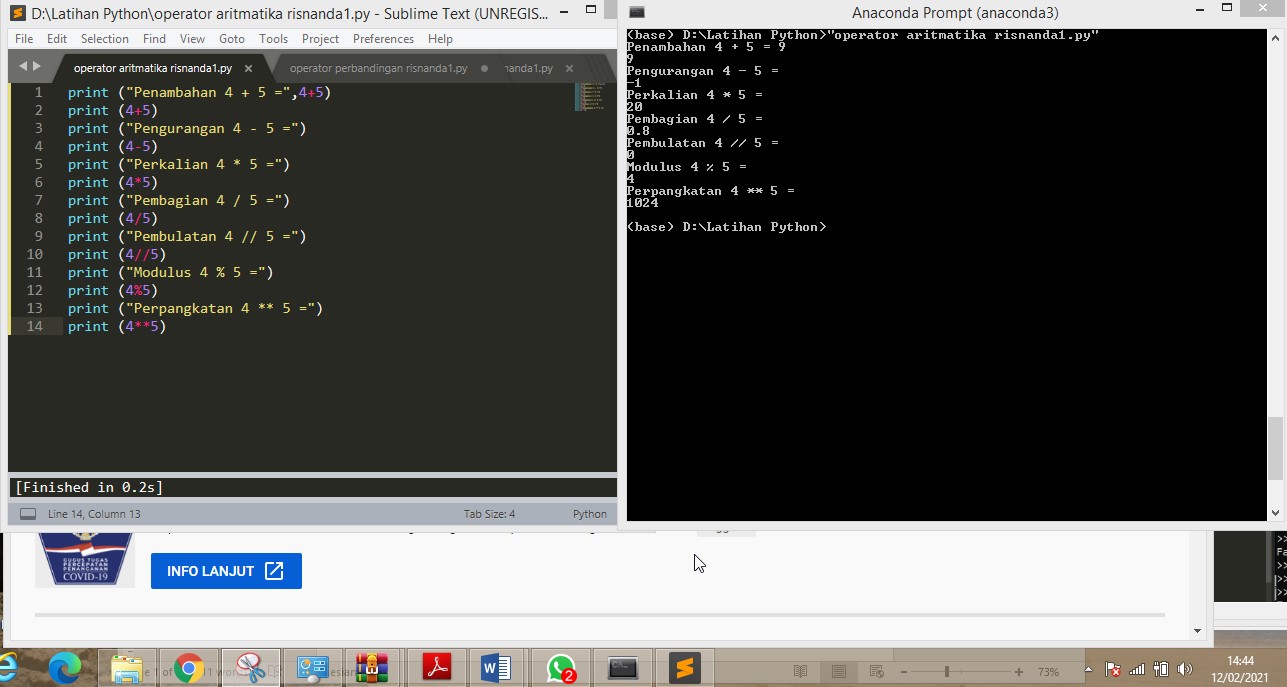 D:\Latihan Python\operator aritmatika risnanda1.py - Sublime Text (UNREGIS...
File Edit Selection Find View Goto Tools Project Preferences Help
operator aritmatika risnanda1.py × operator perbandingan risnanda1.py nanda1.py ×
1 print ("Penambahan 4 + 5 =",4+5)
2 print (4+5)
3 print ("Pengurangan 4 - 5 =")
4 print (4-5)
5 print ("Perkalian 4 * 5 =")
6 print (4*5)
7 print ("Pembagian 4 / 5 =")
8 print (4/5)
9 print ("Pembulatan 4 // 5 =")
10 print (4//5)
11 print ("Modulus 4 % 5 =")
12 print (4%5)
13 print ("Perpangkatan 4 ** 5 =")
14 print (4**5)
[Finished in 0.2s]
Line 14, Column 13 Tab Size: 4 Python
Anaconda Prompt (anaconda3)
(base) D:\Latihan Python>"operator aritmatika risnanda1.py"
Penambahan 4 + 5 = 9
9
Pengurangan 4 - 5 =
-1
Perkalian 4 * 5 =
20
Pembagian 4 / 5 =
0.8
Pembulatan 4 // 5 =
0
Modulus 4 % 5 =
4
Perpangkatan 4 ** 5 =
1024
(base) D:\Latihan Python>
GUGUS TUGAS
PERCEPATAN
PENANGANAN
COVID-19
INFO LANJUT
>>
Fa
>>
>>
>>
73%
2
14:44
12/02/2021